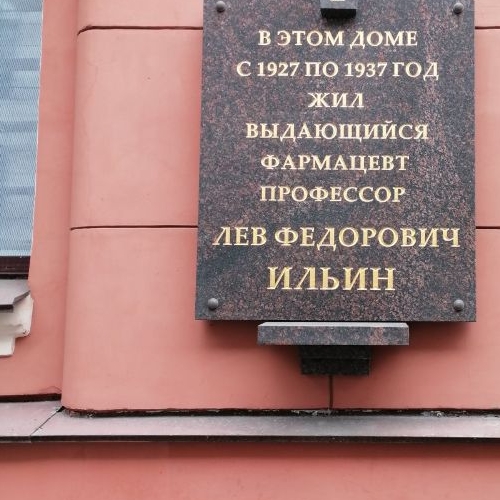 В ЭТОМ ДОМЕ
С 1927 ПО 1937 ГОД
ЖИЛ
ВЫДАЮЩИЙСЯ
ФАРМАЦЕВТ
ПРОФЕССОР
ЛЕВ ФЕДОРОВИЧ
ИЛЬИН